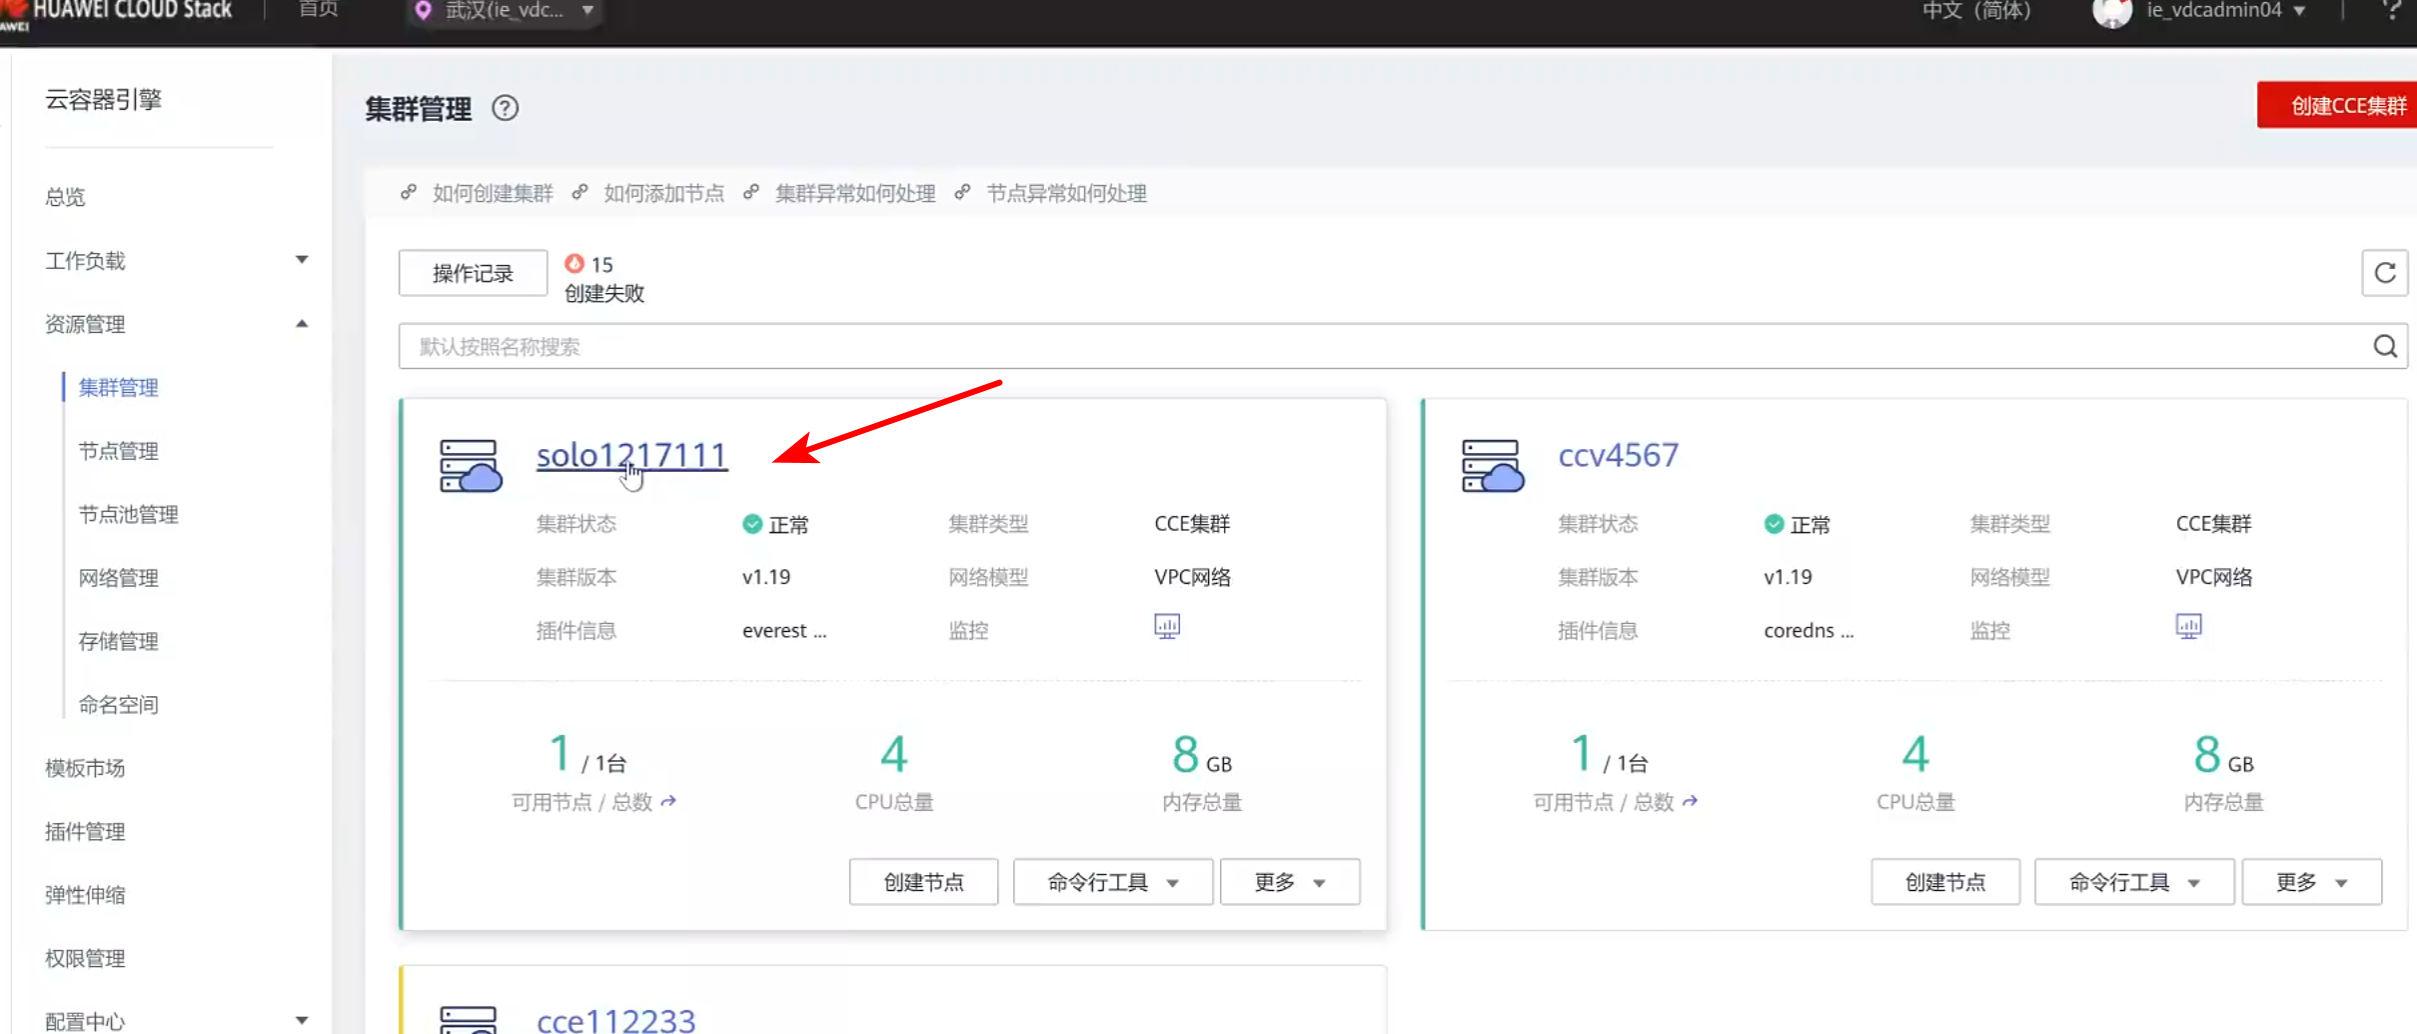 HUAWEI CLOUD Stack
首页
武汉(ie_vdc...
中文（简体）
ie_vdcadmin04
?
云容器引擎
总览
工作负载
资源管理
集群管理
节点管理
节点池管理
网络管理
存储管理
命名空间
模板市场
插件管理
弹性伸缩
权限管理
配置中心
集群管理 ?
创建CCE集群
如何创建集群 如何添加节点 集群异常如何处理 节点异常如何处理
操作记录
15
创建失败
默认按照名称搜索
solo1217111
集群状态 正常 集群类型 CCE集群
集群版本 v1.19 网络模型 VPC网络
插件信息 everest ... 监控
1 / 1台 4 8 GB
可用节点 / 总数 CPU总量 内存总量
创建节点 命令行工具 更多
ccv4567
集群状态 正常 集群类型 CCE集群
集群版本 v1.19 网络模型 VPC网络
插件信息 coredns ... 监控
1 / 1台 4 8 GB
可用节点 / 总数 CPU总量 内存总量
创建节点 命令行工具 更多
cce112233